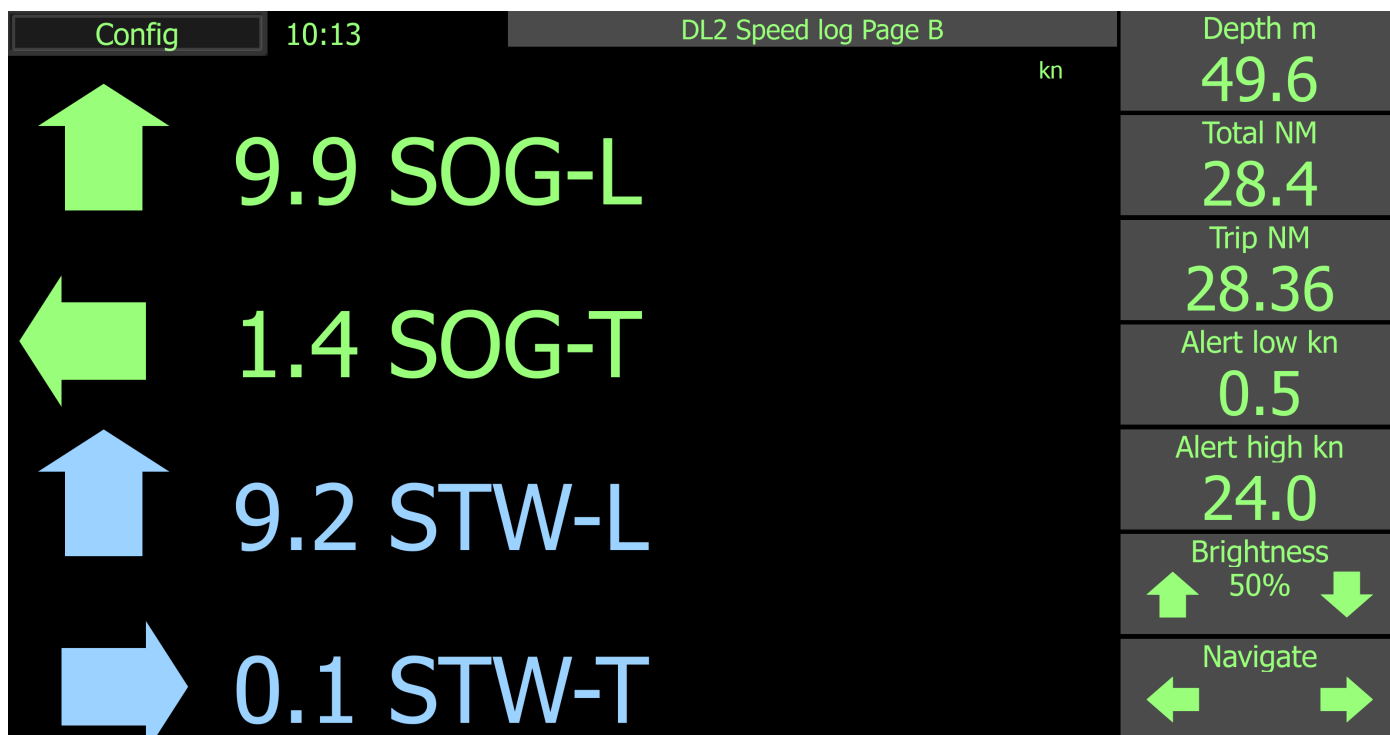 Config
10:13
DL2 Speed log Page B
kn
9.9 SOG-L
1.4 SOG-T
9.2 STW-L
0.1 STW-T
Depth m
49.6
Total NM
28.4
Trip NM
28.36
Alert low kn
0.5
Alert high kn
24.0
Brightness
50%
Navigate